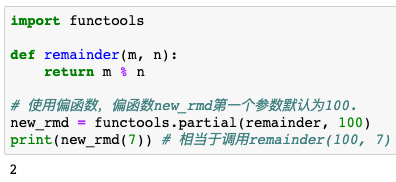 import functools
def remainder(m, n):
    return m % n
# 使用偏函数，偏函数new_rmd第一个参数默认为100.
new_rmd = functools.partial(remainder, 100)
print(new_rmd(7)) # 相当于调用remainder(100, 7)
2